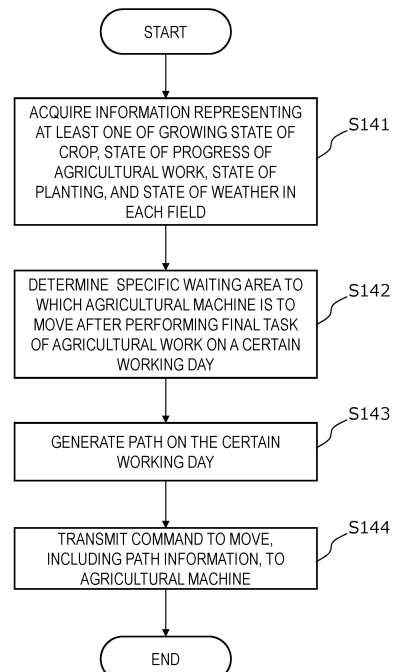 START
ACQUIRE INFORMATION REPRESENTING
AT LEAST ONE OF GROWING STATE OF
CROP, STATE OF PROGRESS OF
AGRICULTURAL WORK, STATE OF
PLANTING, AND STATE OF WEATHER IN
EACH FIELD
S141
DETERMINE SPECIFIC WAITING AREA TO
WHICH AGRICULTURAL MACHINE IS TO
MOVE AFTER PERFORMING FINAL TASK
OF AGRICULTURAL WORK ON A CERTAIN
WORKING DAY
S142
GENERATE PATH ON THE CERTAIN
WORKING DAY
S143
TRANSMIT COMMAND TO MOVE,
INCLUDING PATH INFORMATION, TO
AGRICULTURAL MACHINE
S144
END